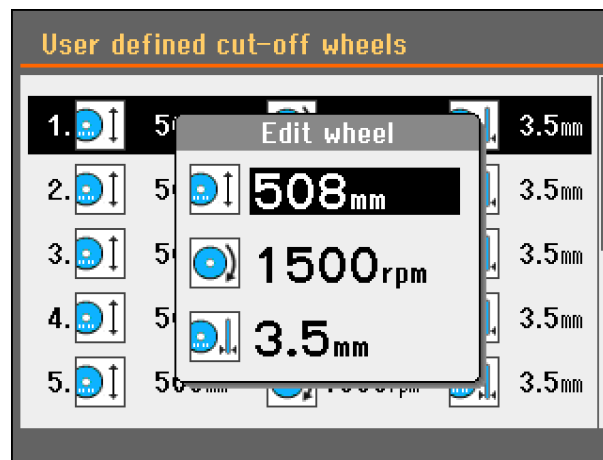 User defined cut-off wheels
1. 3.5mm
Edit wheel
2. 508mm 3.5mm
3. 1500rpm 3.5mm
4. 3.5mm 3.5mm
5. 3.5mm